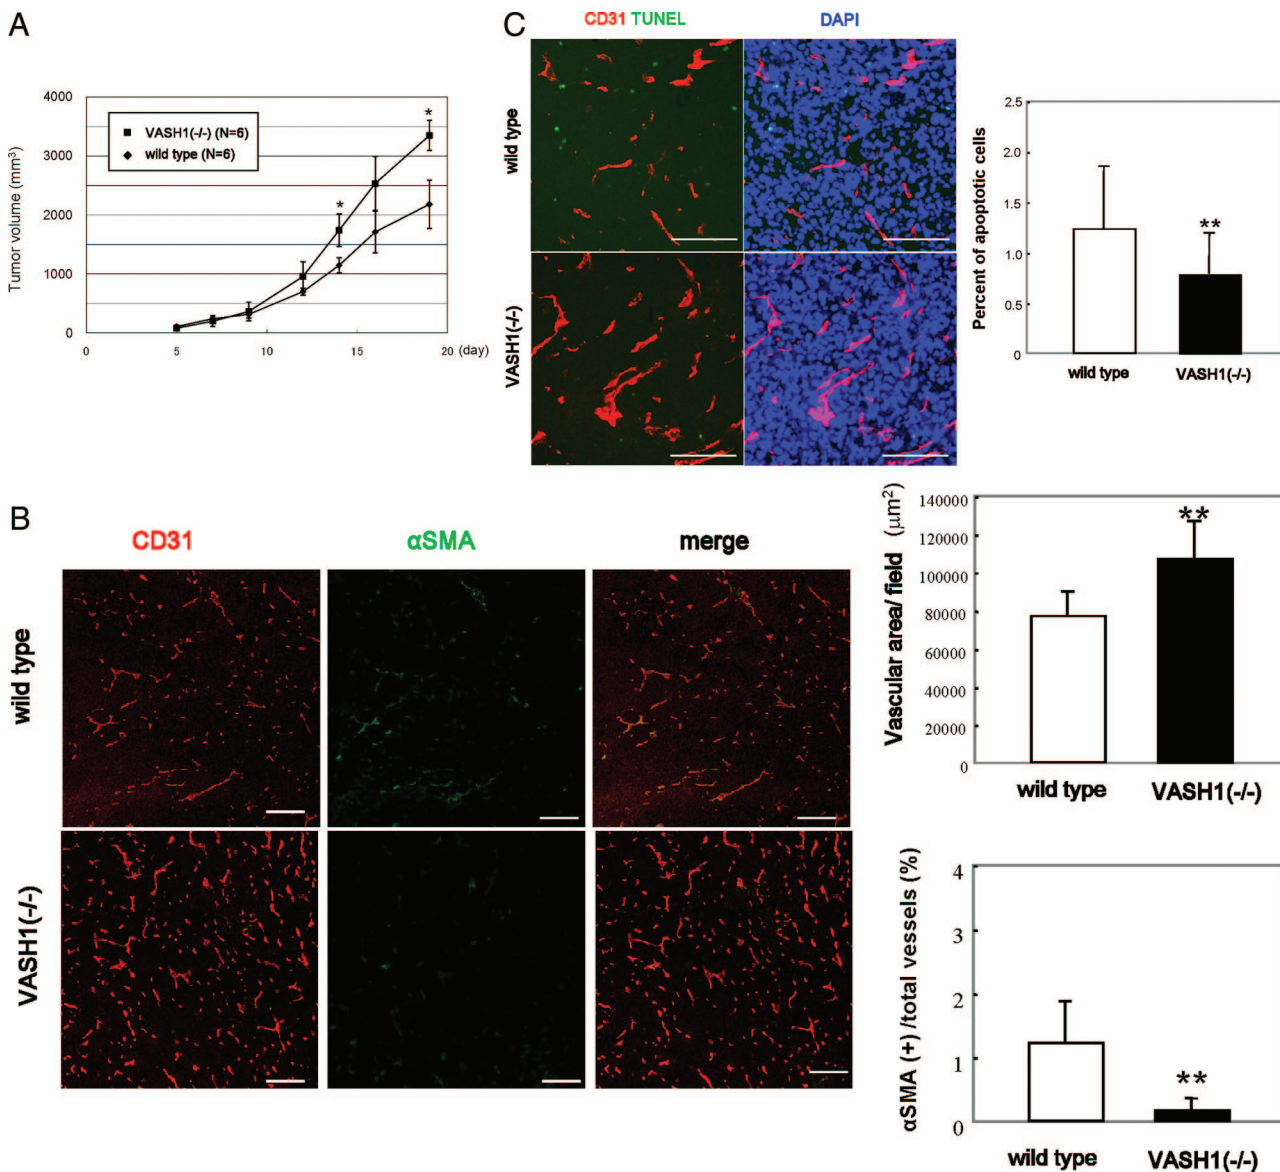 A
Tumor volume (mm³)
4000
3000
2000
1000
0
VASH1(-/-) (N=6)
wild type (N=6)
*
*
0
5
10
15
20
(day)
C
CD31 TUNEL
DAPI
wild type
VASH1(-/-)
Percent of apoptotic cells
2.5
2.0
1.5
1.0
0.5
0
**
wild type
VASH1(-/-)
B
CD31
αSMA
merge
wild type
VASH1(-/-)
Vascular area/ field (μm²)
140000
120000
100000
80000
60000
40000
20000
0
**
wild type
VASH1(-/-)
αSMA (+) /total vessels (%)
4
3
2
1
0
**
wild type
VASH1(-/-)